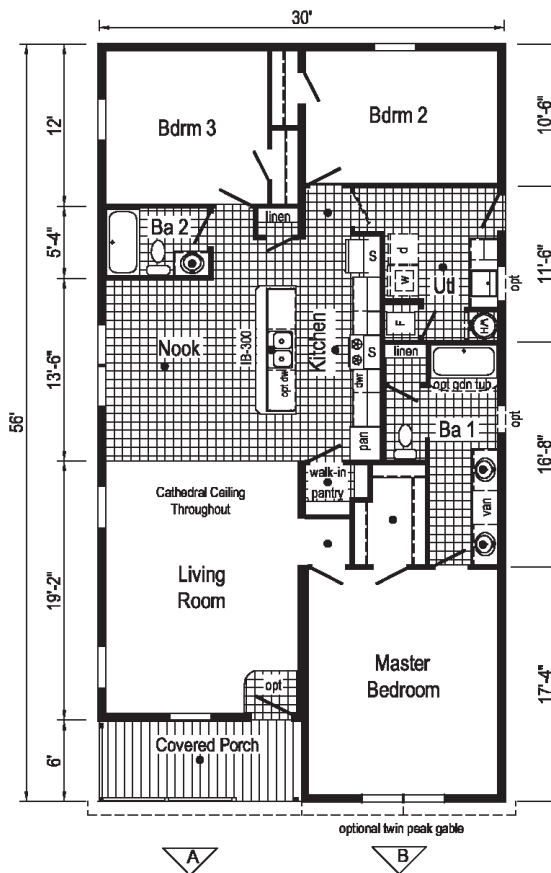 30'
56'
12'
5'-4"
13'-6"
19'-2"
6'
10'-6"
11'-6"
16'-8"
17'-4"
Bdrm 3
Bdrm 2
linen
Ba 2
S
d
w
Utl
opt
F
W/H
Nook
IB-300
opt dw
Kitchen
S
dwr
pan
linen
opt gdn tub
opt
Ba 1
van
walk-in
pantry
Cathedral Ceiling
Throughout
Living
Room
opt
Master
Bedroom
Covered Porch
optional twin peak gable
A
B